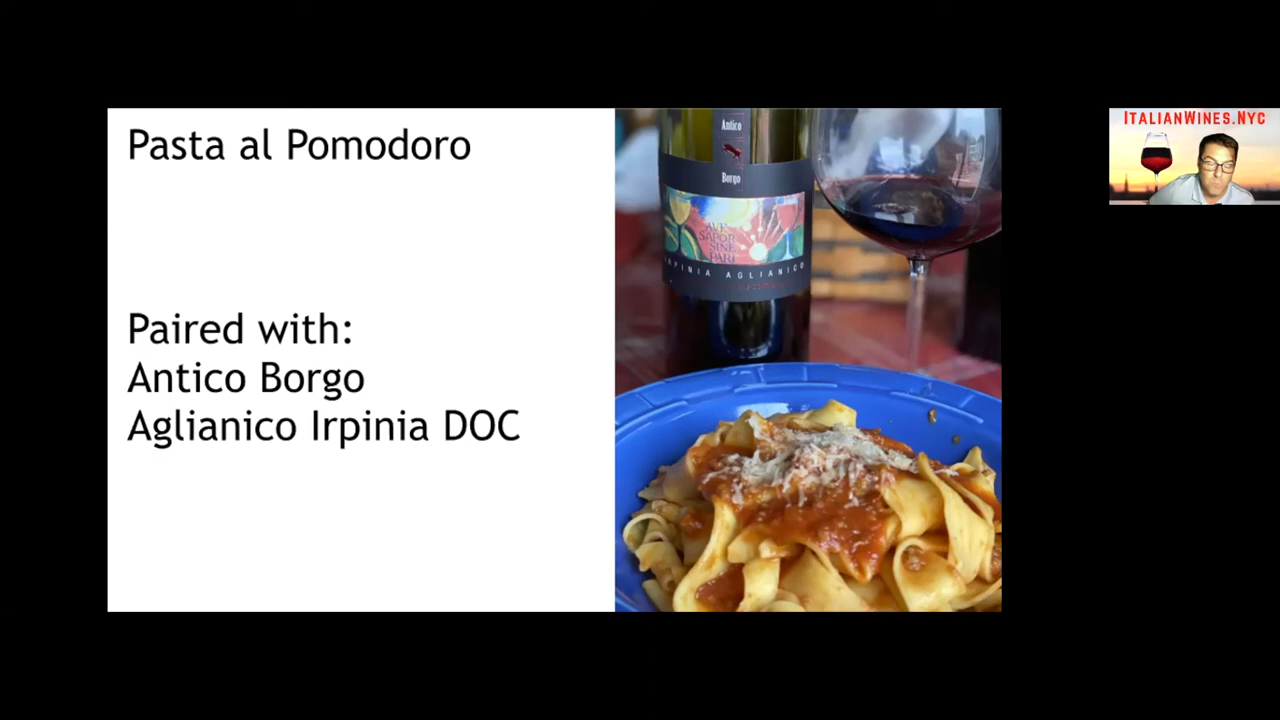 Pasta al Pomodoro
Paired with:
Antico Borgo
Aglianico Irpinia DOC
Antico
Borgo
AVE
SAPOR
SINE
PARI
IRPINIA AGLIANICO
ITALIANWINES.NYC